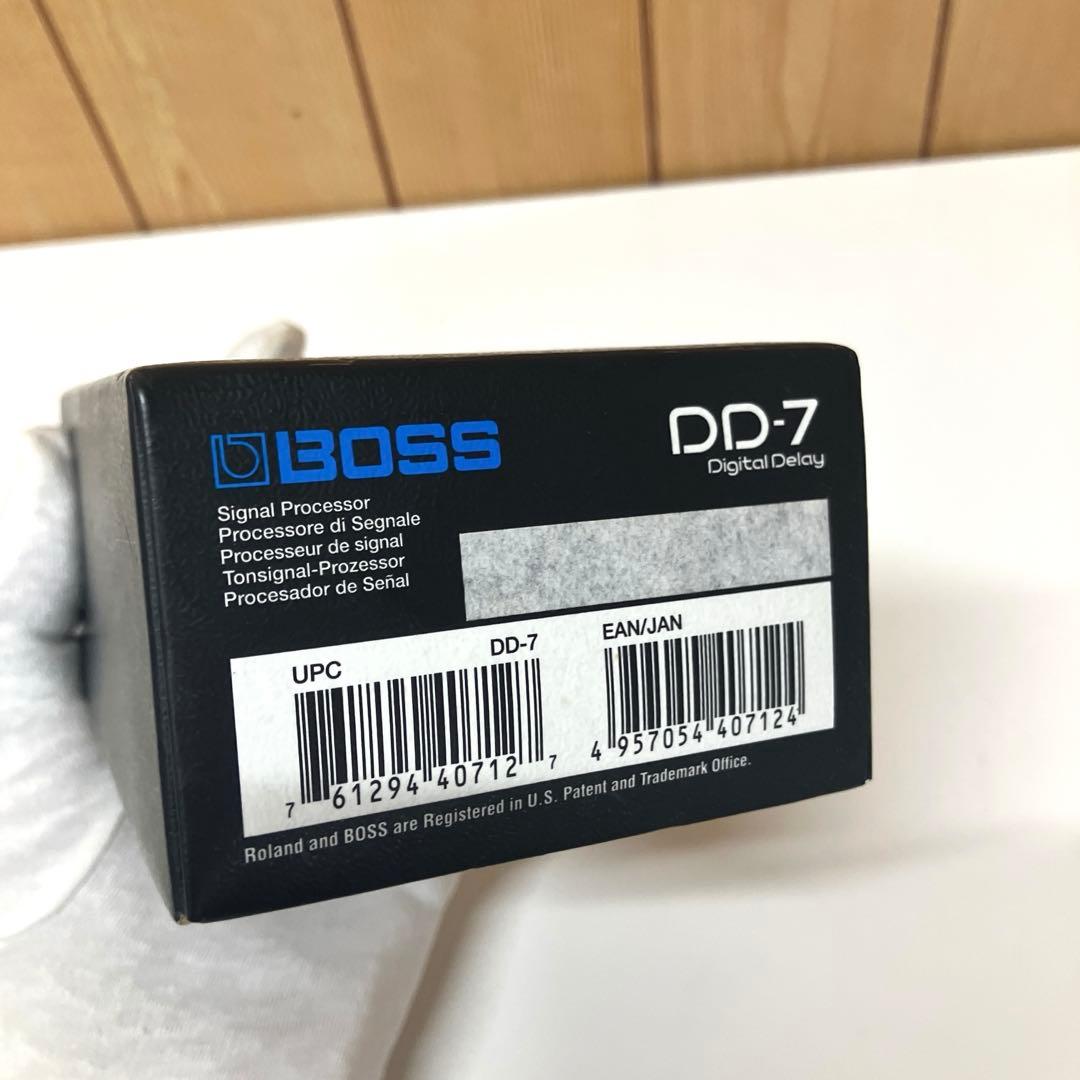 BOSS
DD-7
Digital Delay
Signal Processor
Processore di Segnale
Processeur de signal
Tonsignal-Prozessor
Procesador de Señal
UPC
DD-7
EAN/JAN
7 61294 40712 7
4 957054 407124
Roland and BOSS are Registered in U.S. Patent and Trademark Office.